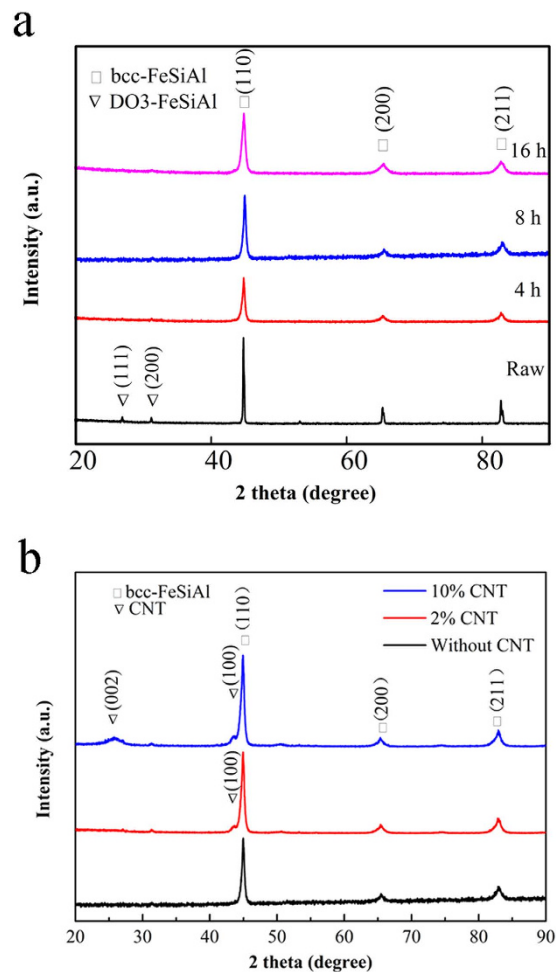 a
□ bcc-FeSiAl
▽ DO3-FeSiAl
□ (110)
□ (200)
□ (211)
16 h
8 h
4 h
Raw
▽ (111)
▽ (200)
Intensity (a.u.)
20 40 60 80
2 theta (degree)
b
□ bcc-FeSiAl
▽ CNT
10% CNT
2% CNT
Without CNT
▽ (002)
▽ (100)
□ (110)
□ (200)
□ (211)
▽ (100)
Intensity (a.u.)
20 30 40 50 60 70 80 90
2 theta (degree)